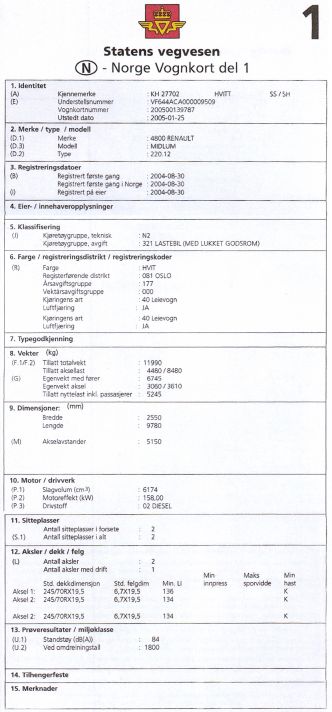 1
Statens vegvesen
N - Norge Vognkort del 1
1. Identitet
(A) Kjennemerke : KH 27702 HVITT SS / SH
(E) Understellsnummer : VF644ACA000009509
Vognkortnummer : 200500139787
Utstedt dato : 2005-01-25
2. Merke / type / modell
(D.1) Merke : 4800 RENAULT
(D.3) Modell : MIDLUM
(D.2) Type : 220.12
3. Registreringsdatoer
(B) Registrert første gang : 2004-08-30
Registrert første gang i Norge : 2004-08-30
(I) Registrert på eier : 2004-08-30
4. Eier- / innehaveropplysninger
5. Klassifisering
(J) Kjøretøygruppe, teknisk : N2
Kjøretøygruppe, avgift : 321 LASTEBIL (MED LUKKET GODSROM)
6. Farge / registreringsdistrikt / registreringskoder
(R) Farge : HVIT
Registerførende distrikt : 081 OSLO
Årsavgiftsgruppe : 177
Vektårsavgiftsgruppe : 000
Kjøringens art : 40 Leievogn
Luftfjæring : JA
Kjøringens art : 40 Leievogn
Luftfjæring : JA
7. Typegodkjenning
8. Vekter (kg)
(F.1/F.2) Tillatt totalvekt : 11990
Tillatt aksellast : 4480 / 8480
(G) Egenvekt med fører : 6745
Egenvekt aksel : 3060 / 3610
Tillatt nyttelast inkl. passasjerer : 5245
9. Dimensjoner: (mm)
Bredde : 2550
Lengde : 9780
(M) Akselavstander : 5150
10. Motor / drivverk
(P.1) Slagvolum (cm³) : 6174
(P.2) Motoreffekt (kW) : 158,00
(P.3) Drivstoff : 02 DIESEL
11. Sitteplasser
Antall sitteplasser i forsete : 2
(S.1) Antall sitteplasser i alt : 2
12. Aksler / dekk / felg
(L) Antall aksler : 2
Antall aksler med drift : 1
Std. dekkdimensjon Std. felgdim Min. Li Min innpress Maks sporvidde Min hast
Aksel 1: 245/70RX19,5 6,7X19,5 136 K
Aksel 2: 245/70RX19,5 6,7X19,5 134 K
Aksel 2: 245/70RX19,5 6,7X19,5 134 K
13. Prøveresultater / miljøklasse
(U.1) Standstøy (dB(A)) : 84
(U.2) Ved omdreiningstall : 1800
14. Tilhengerfeste
15. Merknader